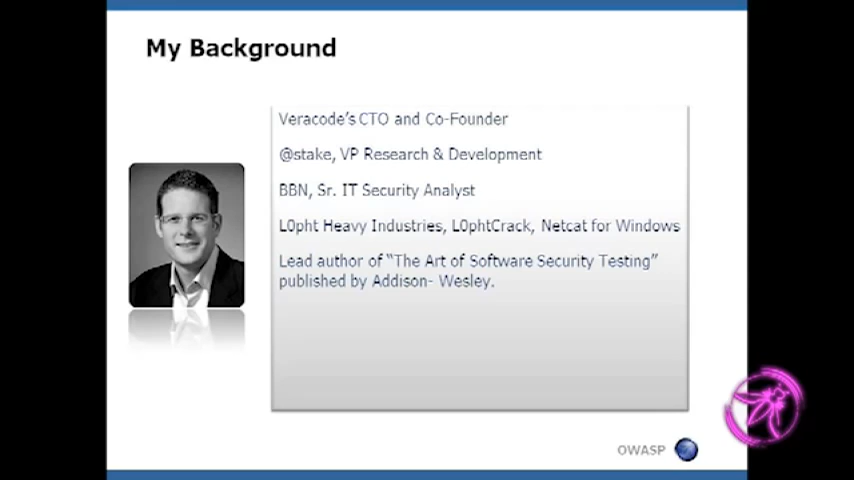 My Background
Veracode's CTO and Co-Founder
@stake, VP Research & Development
BBN, Sr. IT Security Analyst
L0pht Heavy Industries, L0phtCrack, Netcat for Windows
Lead author of "The Art of Software Security Testing"
published by Addison- Wesley.
OWASP